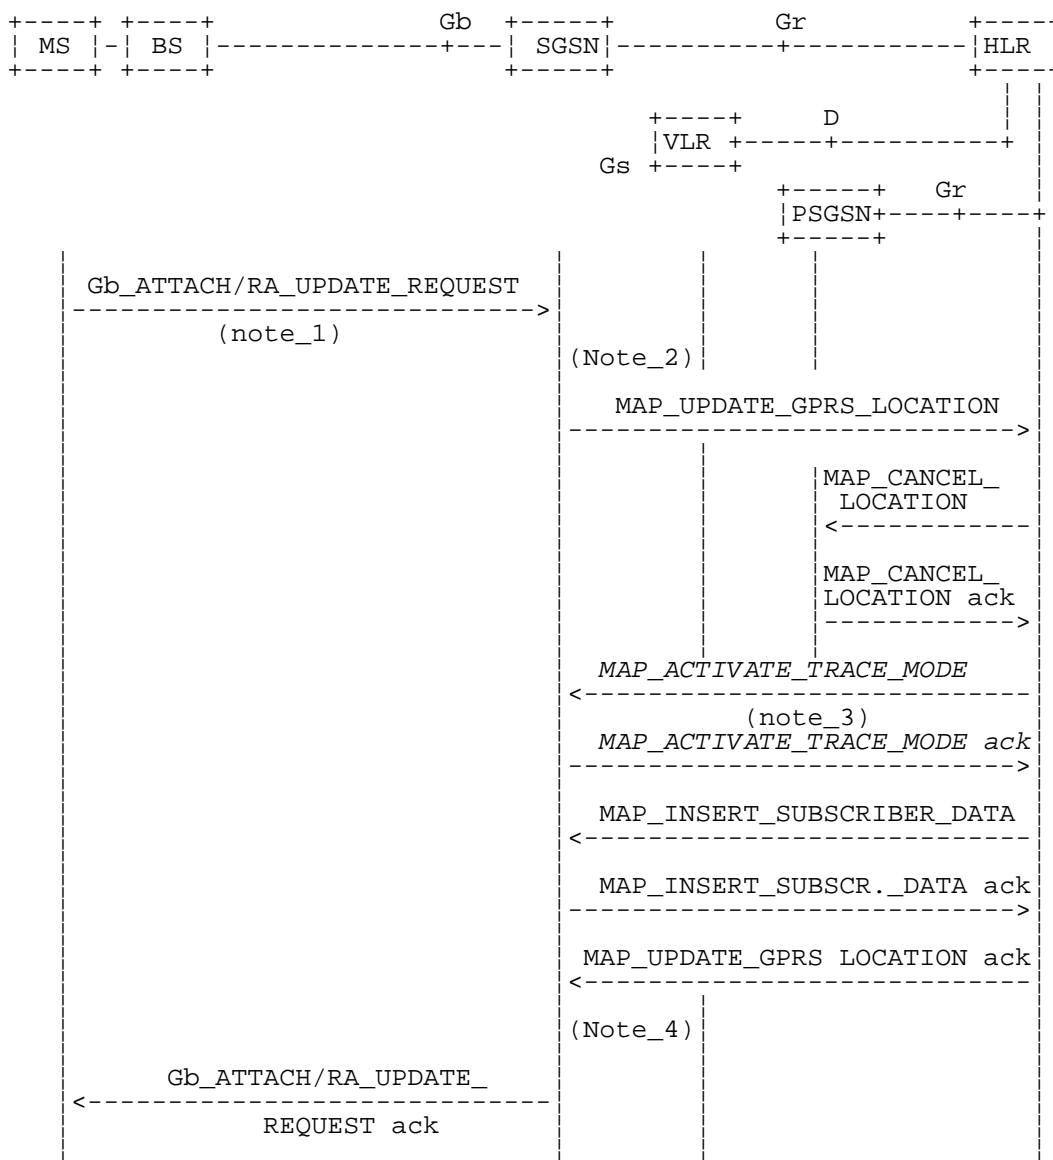 Gb Gr
MS BS SGSN HLR
D
VLR
Gs
Gr
PSGSN
Gb_ATTACH/RA_UPDATE_REQUEST
(note_1)
(Note_2)
MAP_UPDATE_GPRS_LOCATION
MAP_CANCEL_
LOCATION
MAP_CANCEL_
LOCATION ack
MAP_ACTIVATE_TRACE_MODE
(note_3)
MAP_ACTIVATE_TRACE_MODE ack
MAP_INSERT_SUBSCRIBER_DATA
MAP_INSERT_SUBSCR._DATA ack
MAP_UPDATE_GPRS LOCATION ack
(Note_4)
Gb_ATTACH/RA_UPDATE_
REQUEST ack